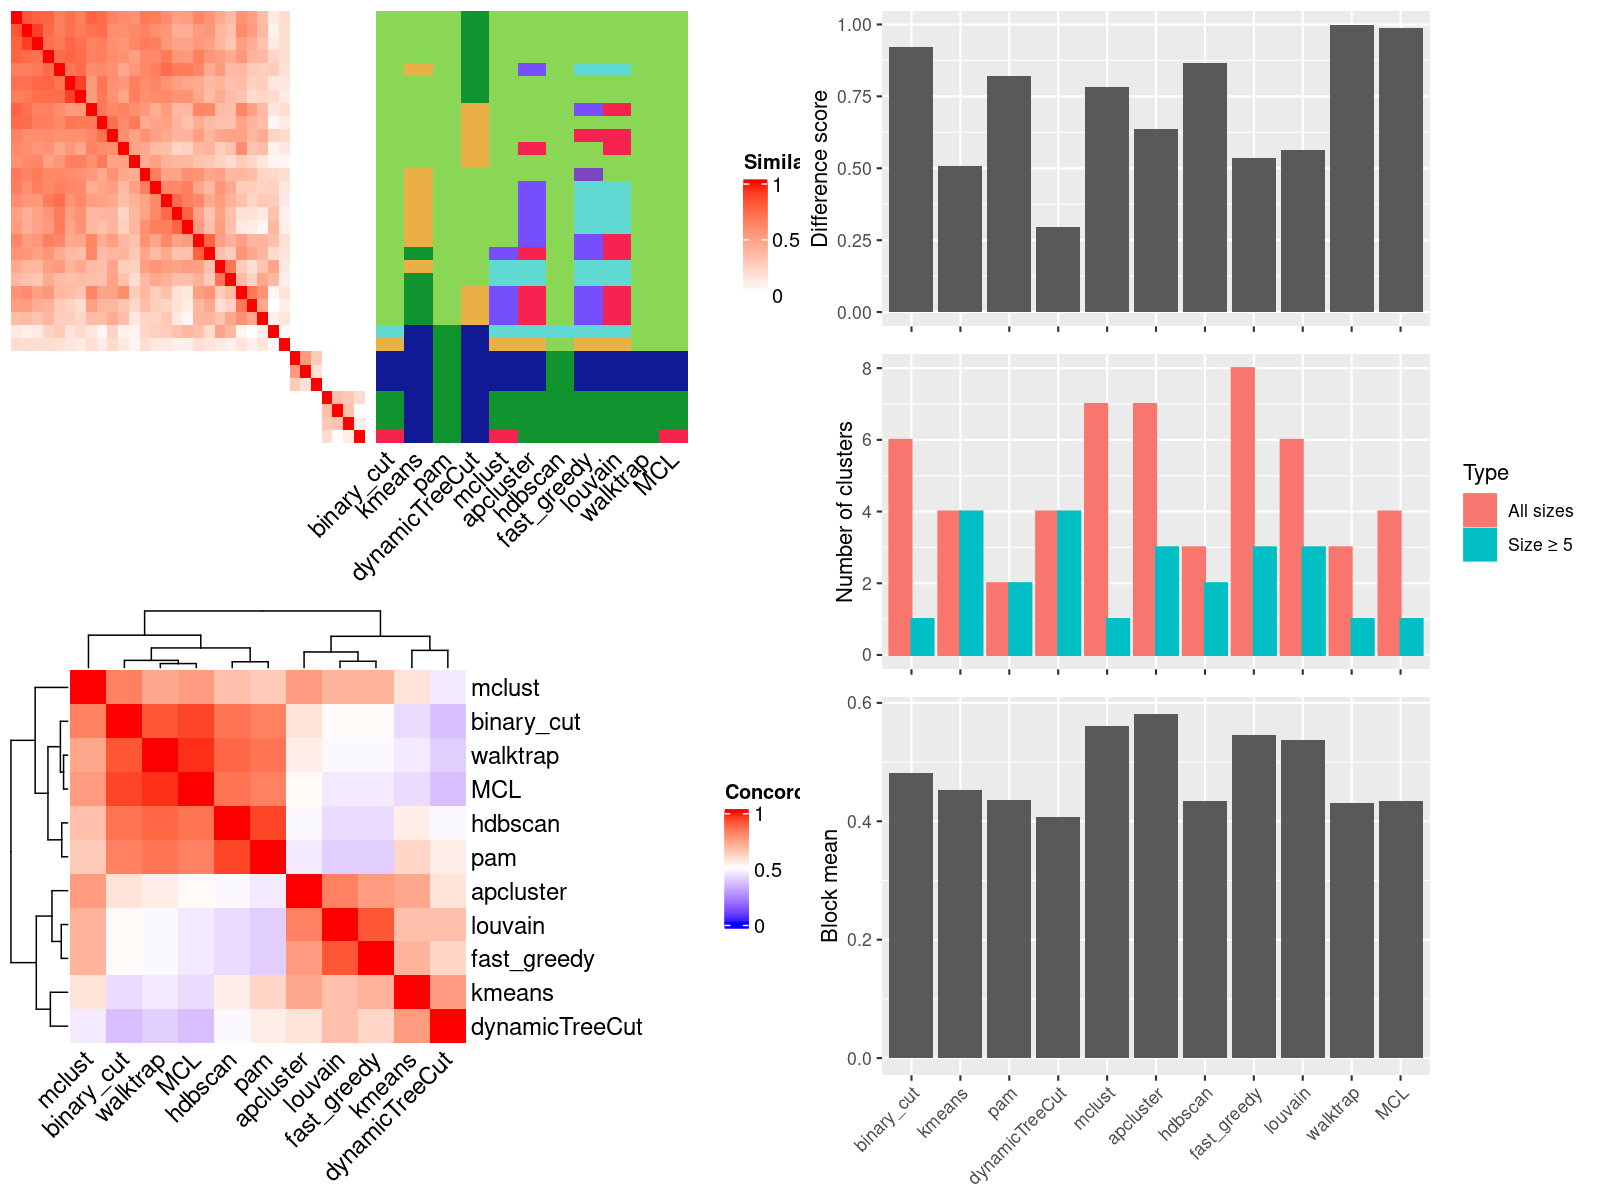 Simila
1
0.5
0
binary_cut
kmeans
pam
dynamicTreeCut
mclust
apcluster
hdbscan
fast_greedy
louvain
walktrap
MCL
mclust
binary_cut
walktrap
MCL
hdbscan
pam
apcluster
louvain
fast_greedy
kmeans
dynamicTreeCut
Concord
1
0.5
0
mclust
binary_cut
walktrap
MCL
hdbscan
pam
apcluster
louvain
fast_greedy
kmeans
dynamicTreeCut
Difference score
1.00
0.75
0.50
0.25
0.00
Number of clusters
8
6
4
2
0
Type
All sizes
Size ≥ 5
Block mean
0.6
0.4
0.2
0.0
binary_cut
kmeans
pam
dynamicTreeCut
mclust
apcluster
hdbscan
fast_greedy
louvain
walktrap
MCL